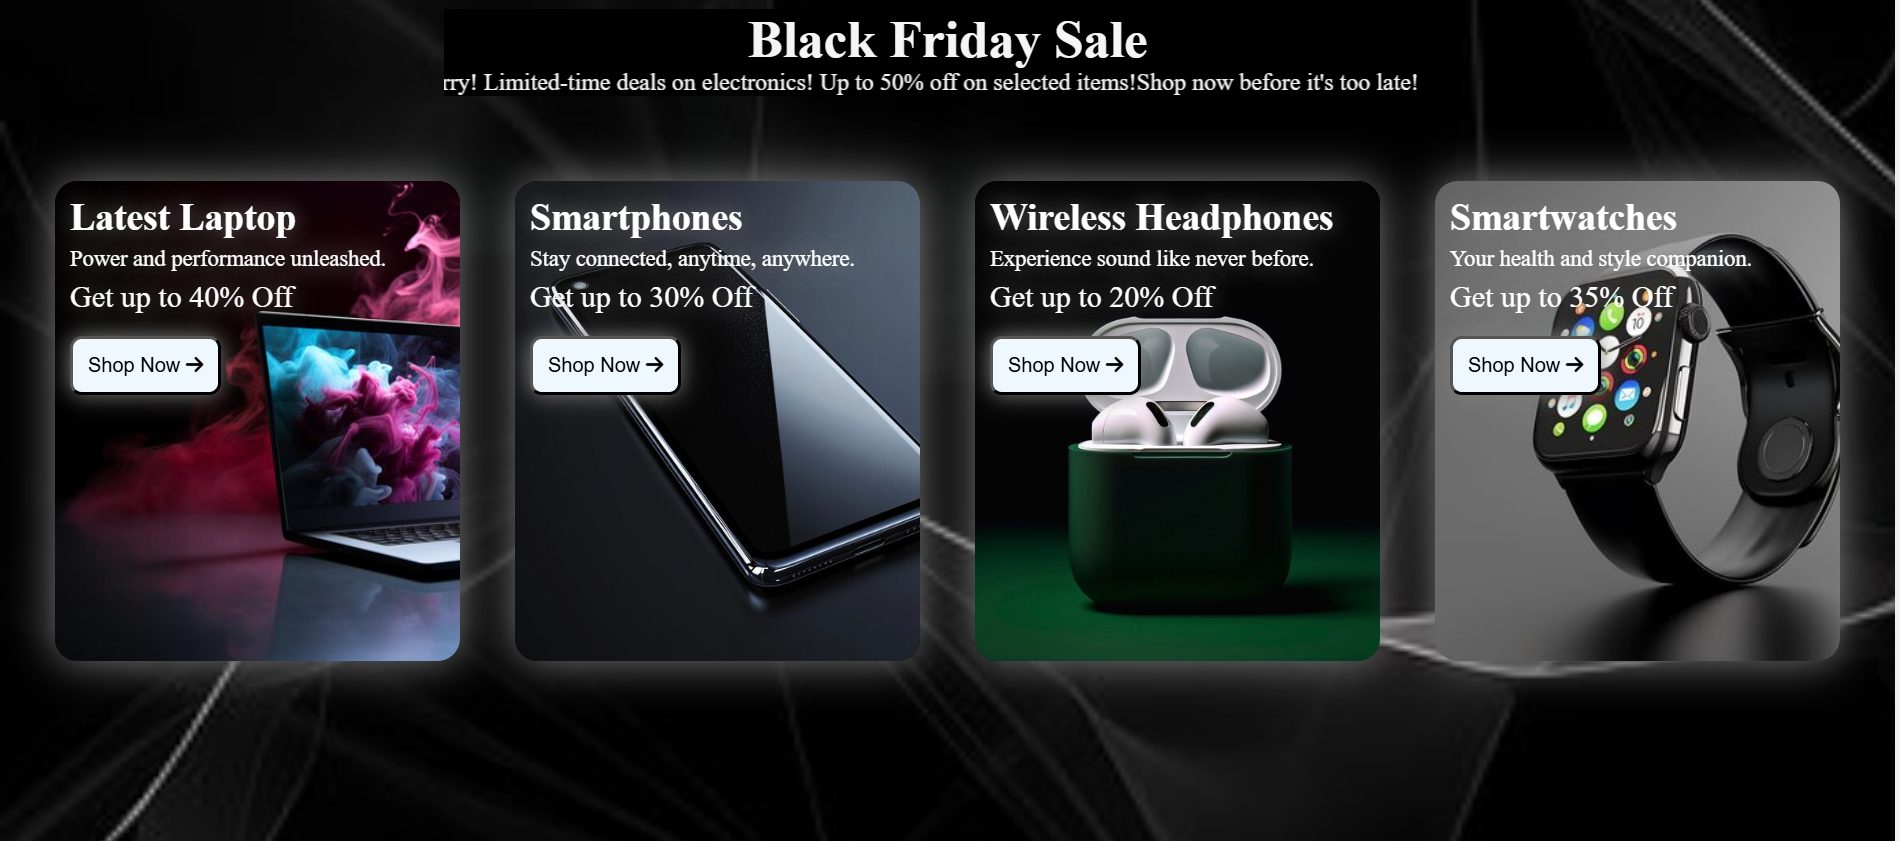 Black Friday Sale
rry! Limited-time deals on electronics! Up to 50% off on selected items!Shop now before it's too late!
Latest Laptop
Power and performance unleashed.
Get up to 40% Off
Shop Now →
Smartphones
Stay connected, anytime, anywhere.
Get up to 30% Off
Shop Now →
Wireless Headphones
Experience sound like never before.
Get up to 20% Off
Shop Now →
Smartwatches
Your health and style companion.
Get up to 35% Off
10
Shop Now →